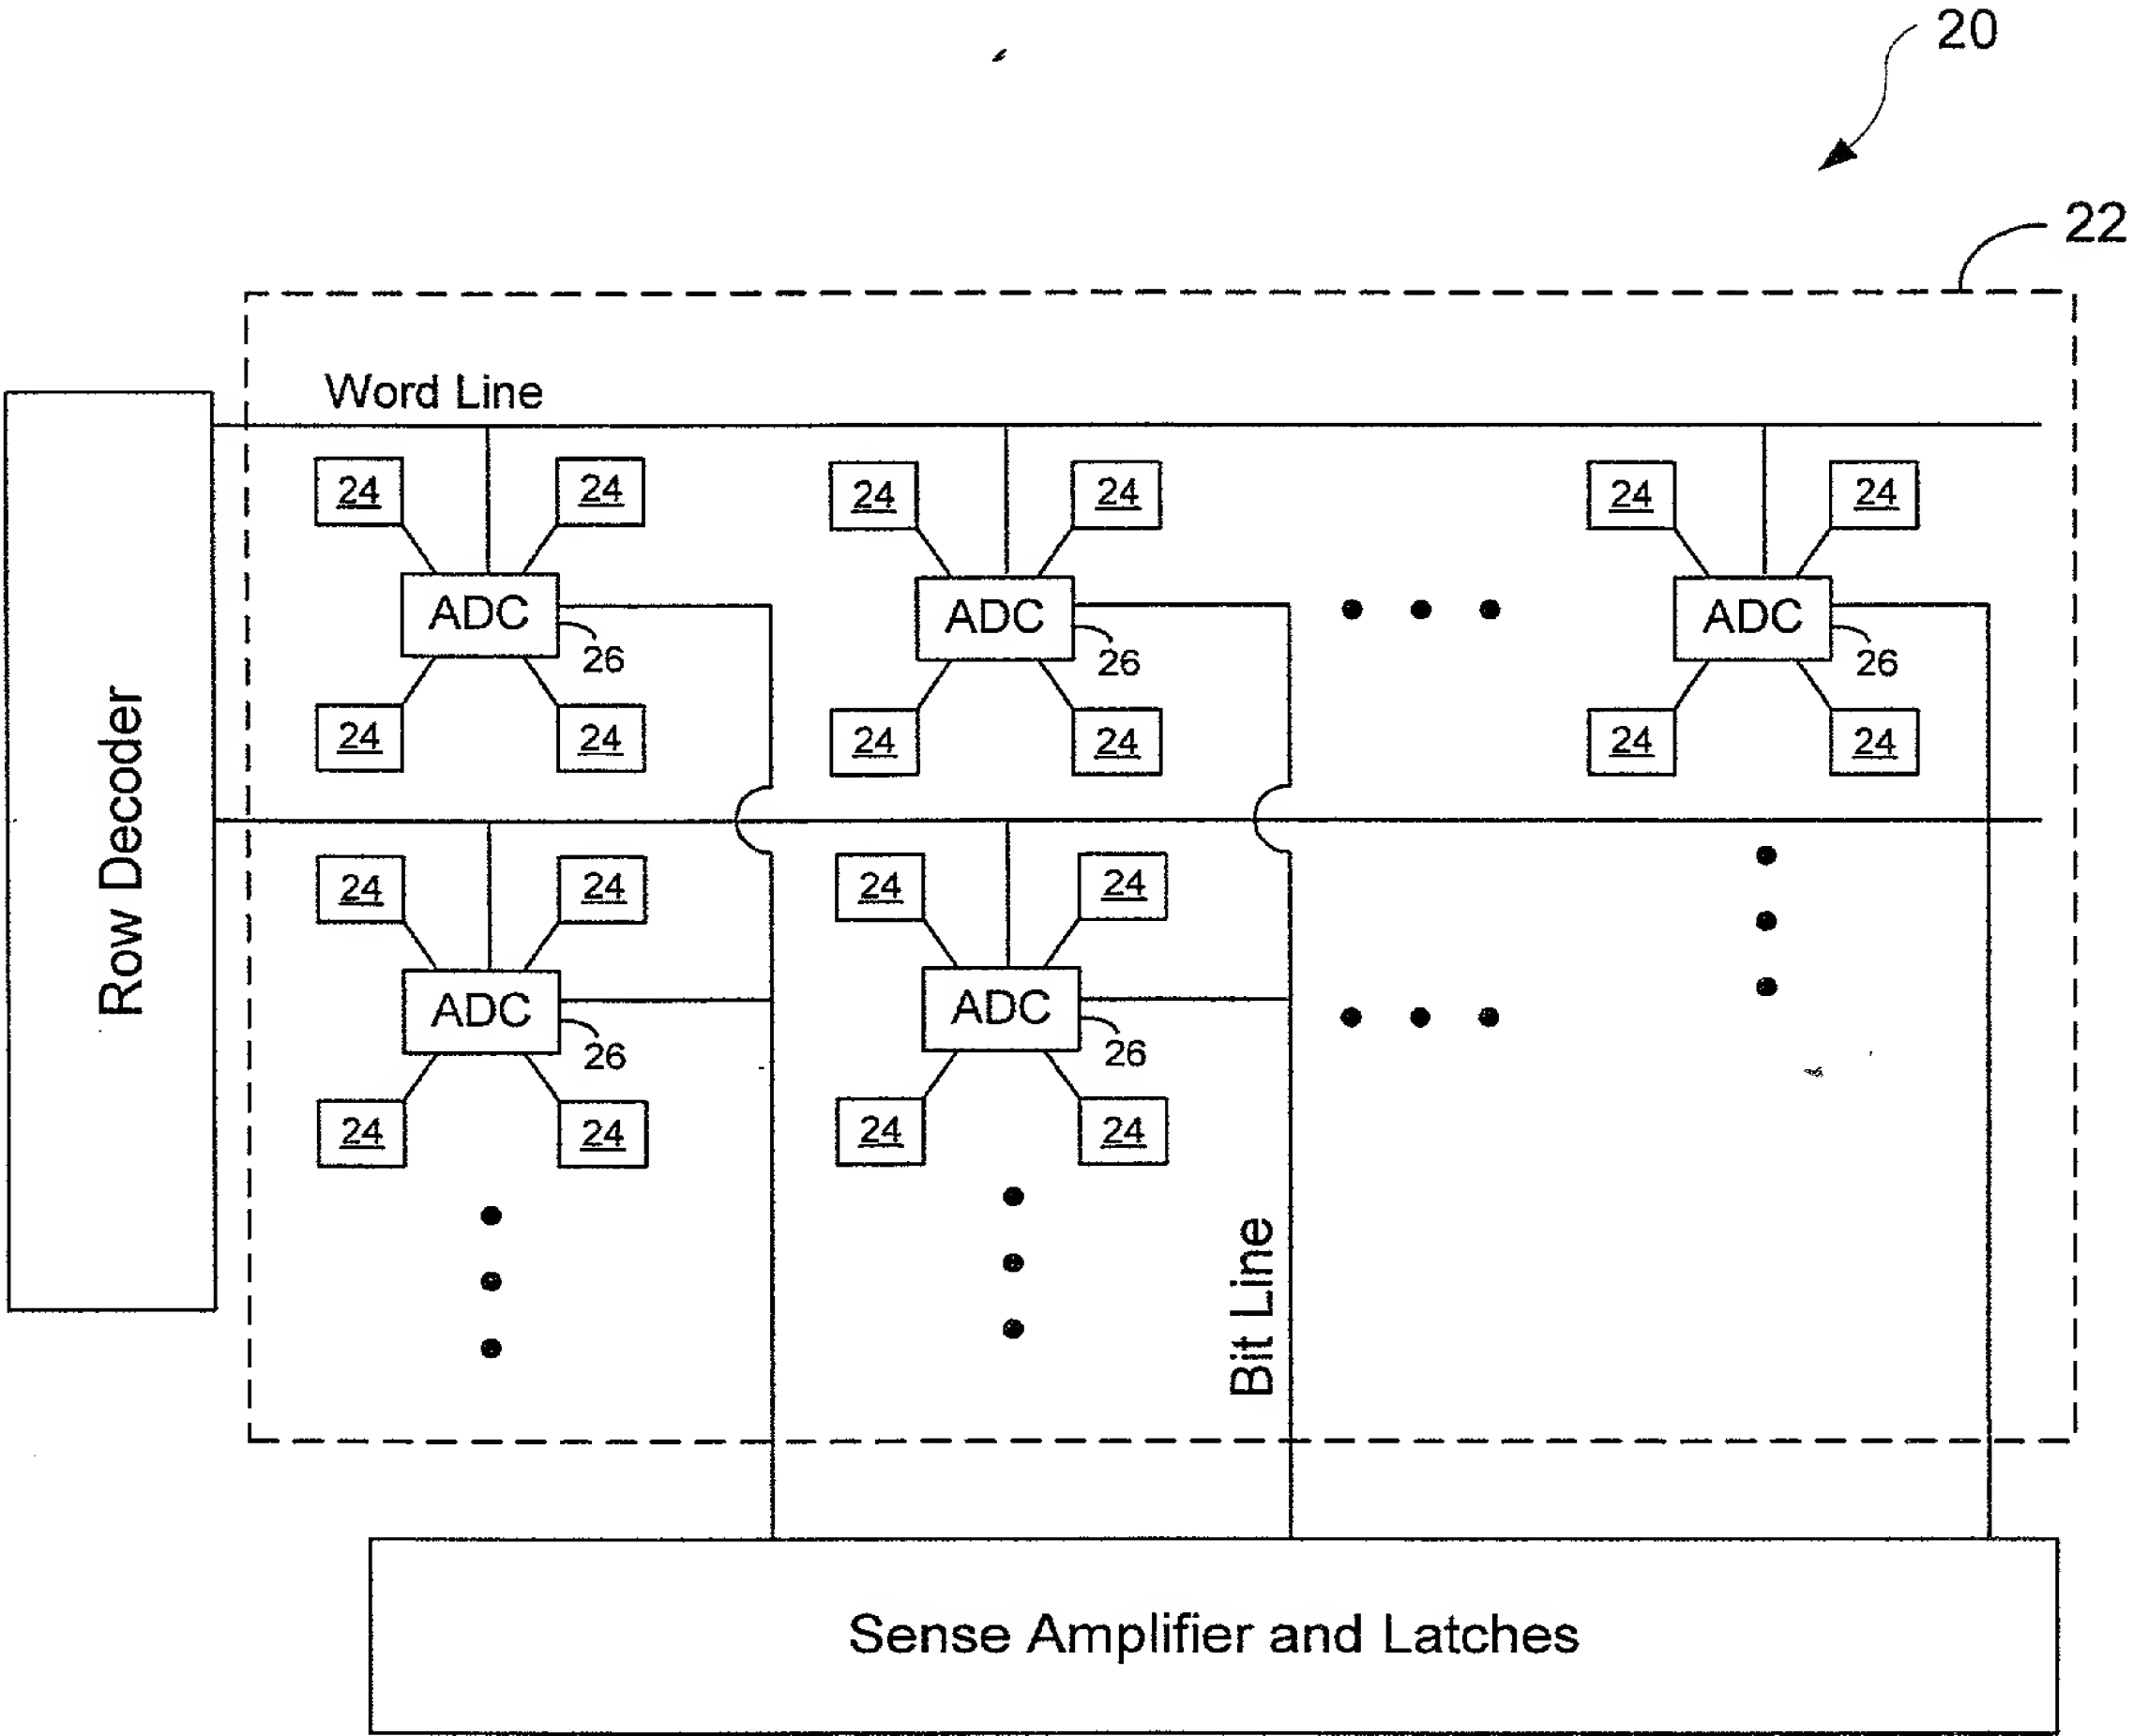 20
22
Word Line
24 24 24 24 24 24
ADC ADC ADC
26 26 26
24 24 24 24 24 24
Row Decoder
24 24 24 24
ADC ADC
26 26
24 24 24 24
Bit Line
Sense Amplifier and Latches